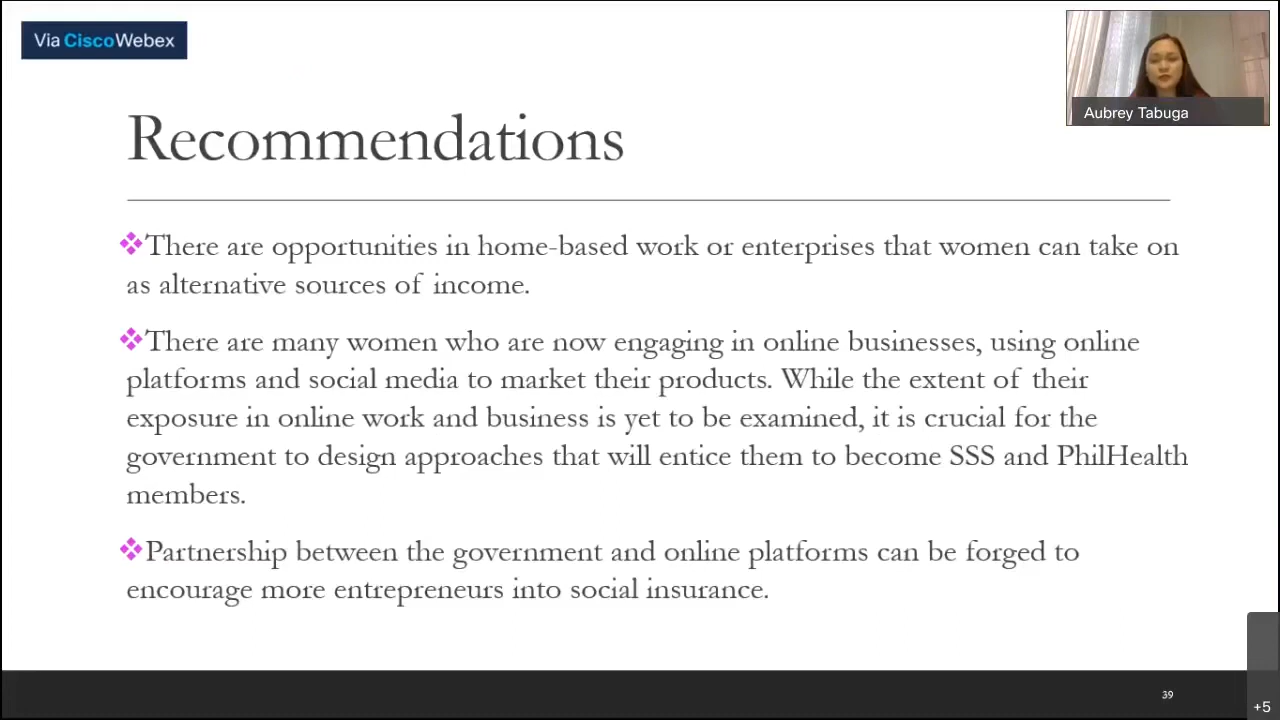 Via CiscoWebex
Aubrey Tabuga
Recommendations
❖There are opportunities in home-based work or enterprises that women can take on
as alternative sources of income.
❖There are many women who are now engaging in online businesses, using online
platforms and social media to market their products. While the extent of their
exposure in online work and business is yet to be examined, it is crucial for the
government to design approaches that will entice them to become SSS and PhilHealth
members.
❖Partnership between the government and online platforms can be forged to
encourage more entrepreneurs into social insurance.
39
+5